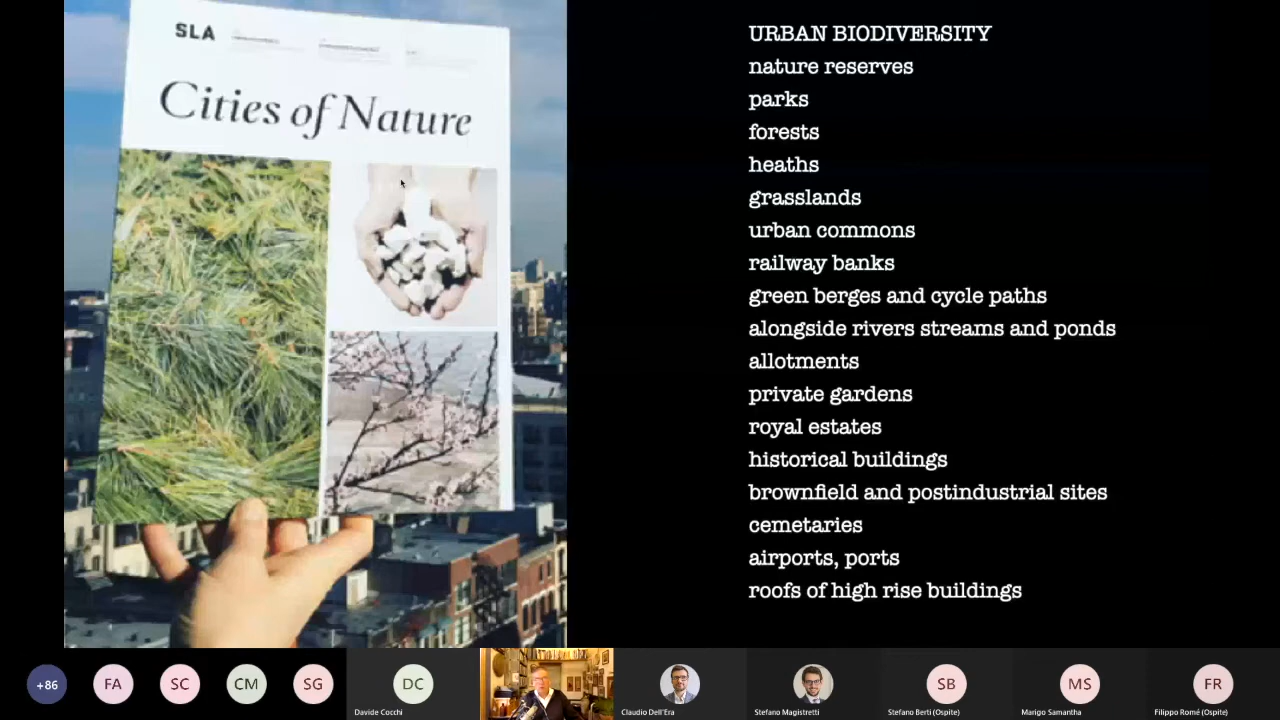 SLA
Cities of Nature
URBAN BIODIVERSITY
nature reserves
parks
forests
heaths
grasslands
urban commons
railway banks
green berges and cycle paths
alongside rivers streams and ponds
allotments
private gardens
royal estates
historical buildings
brownfield and postindustrial sites
cemetaries
airports, ports
roofs of high rise buildings
+86
FA
SC
CM
SG
DC
Davide Cocchi
Claudio Dell'Era
Stefano Magistretti
SB
Stefano Berti (Ospite)
MS
Marigo Samantha
FR
Filippo Romé (Ospite)